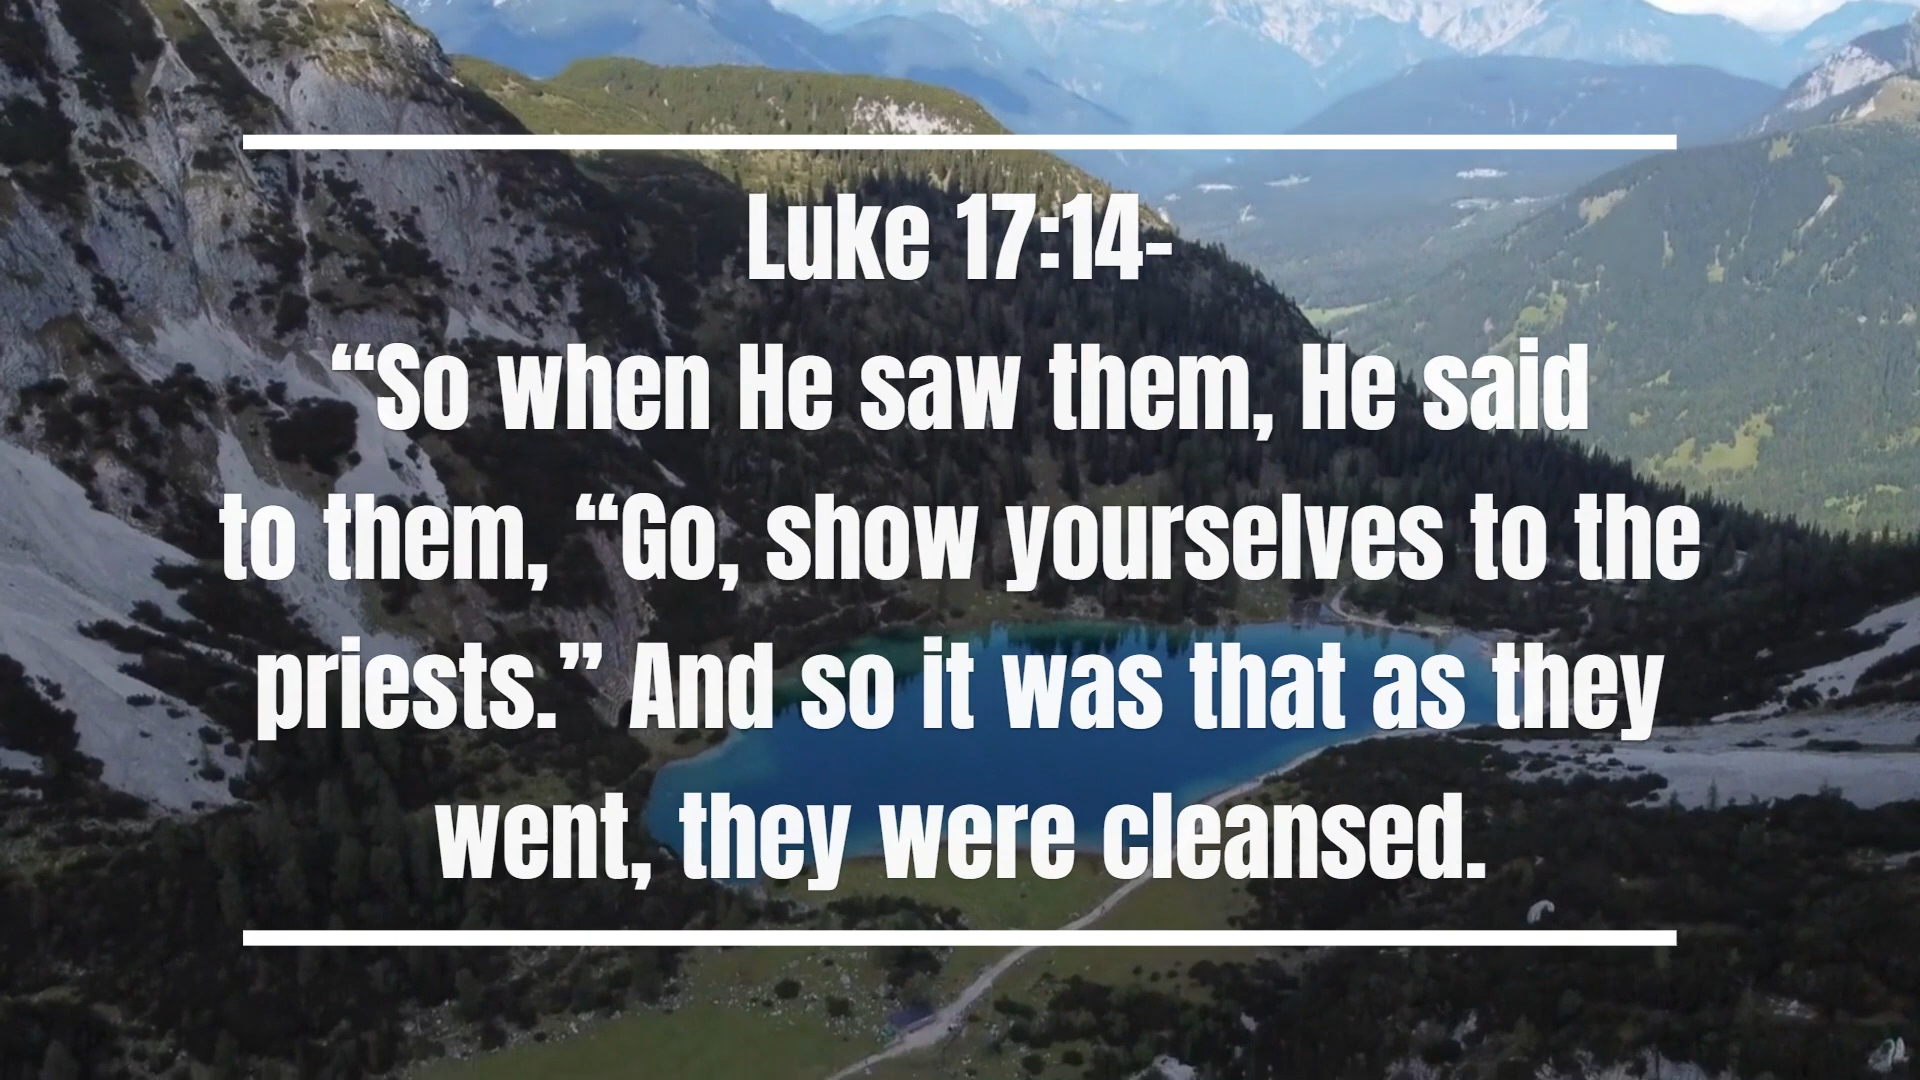 Luke 17:14-
“So when He saw them, He said
to them, “Go, show yourselves to the
priests.” And so it was that as they
went, they were cleansed.